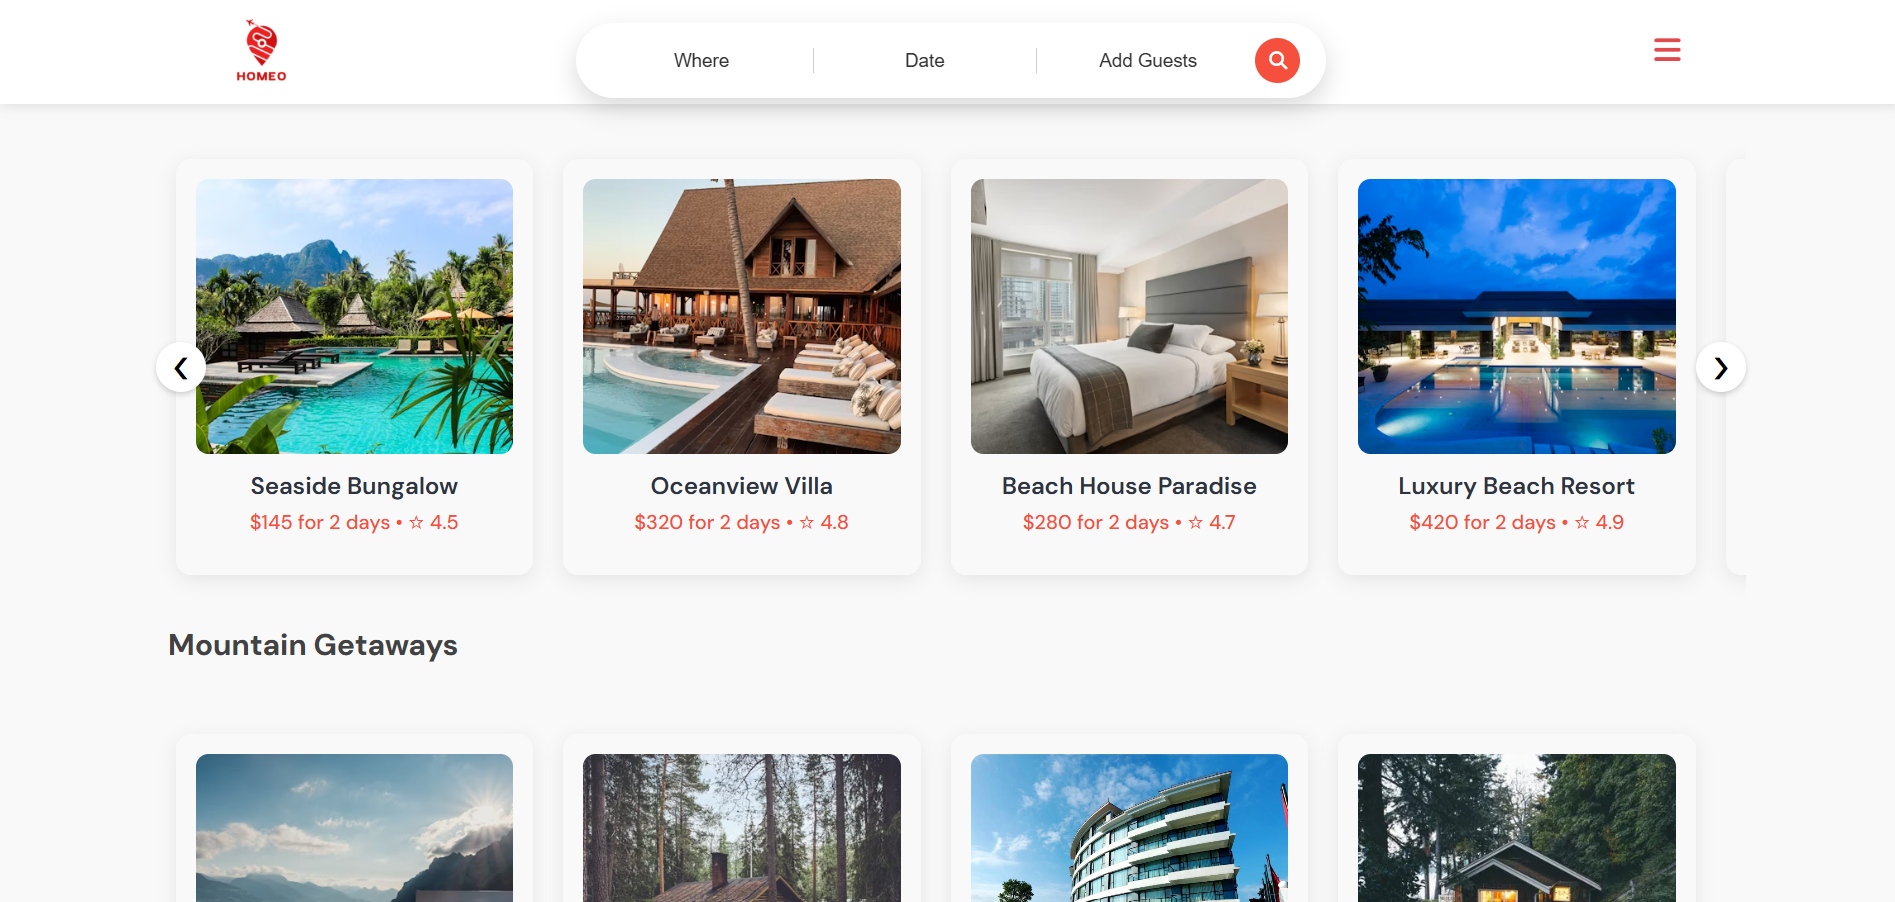 HOMEO
Where
Date
Add Guests
Seaside Bungalow
$145 for 2 days • ☆ 4.5
Oceanview Villa
$320 for 2 days • ☆ 4.8
Beach House Paradise
$280 for 2 days • ☆ 4.7
Luxury Beach Resort
$420 for 2 days • ☆ 4.9
Mountain Getaways